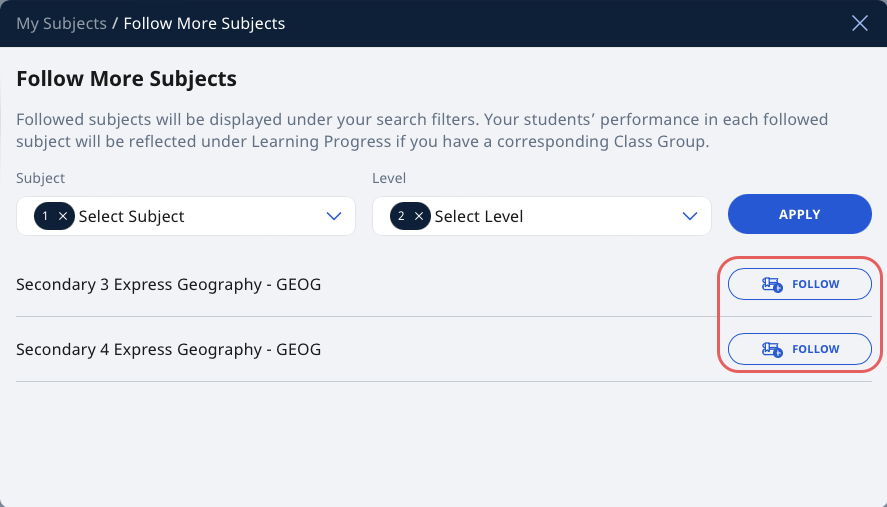 My Subjects / Follow More Subjects
Follow More Subjects
Followed subjects will be displayed under your search filters. Your students’ performance in each followed
subject will be reflected under Learning Progress if you have a corresponding Class Group.
Subject
Level
1 × Select Subject
2 × Select Level
APPLY
Secondary 3 Express Geography - GEOG
FOLLOW
Secondary 4 Express Geography - GEOG
FOLLOW